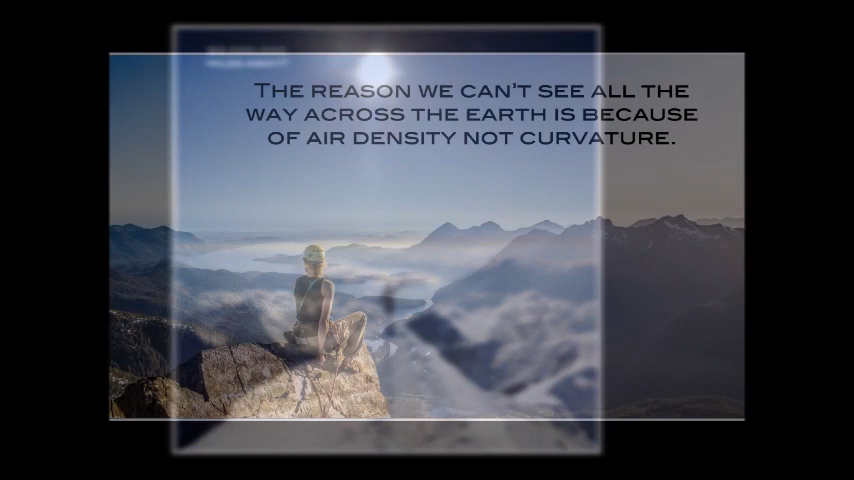 THE REASON WE CAN'T SEE ALL THE
WAY ACROSS THE EARTH IS BECAUSE
OF AIR DENSITY NOT CURVATURE.